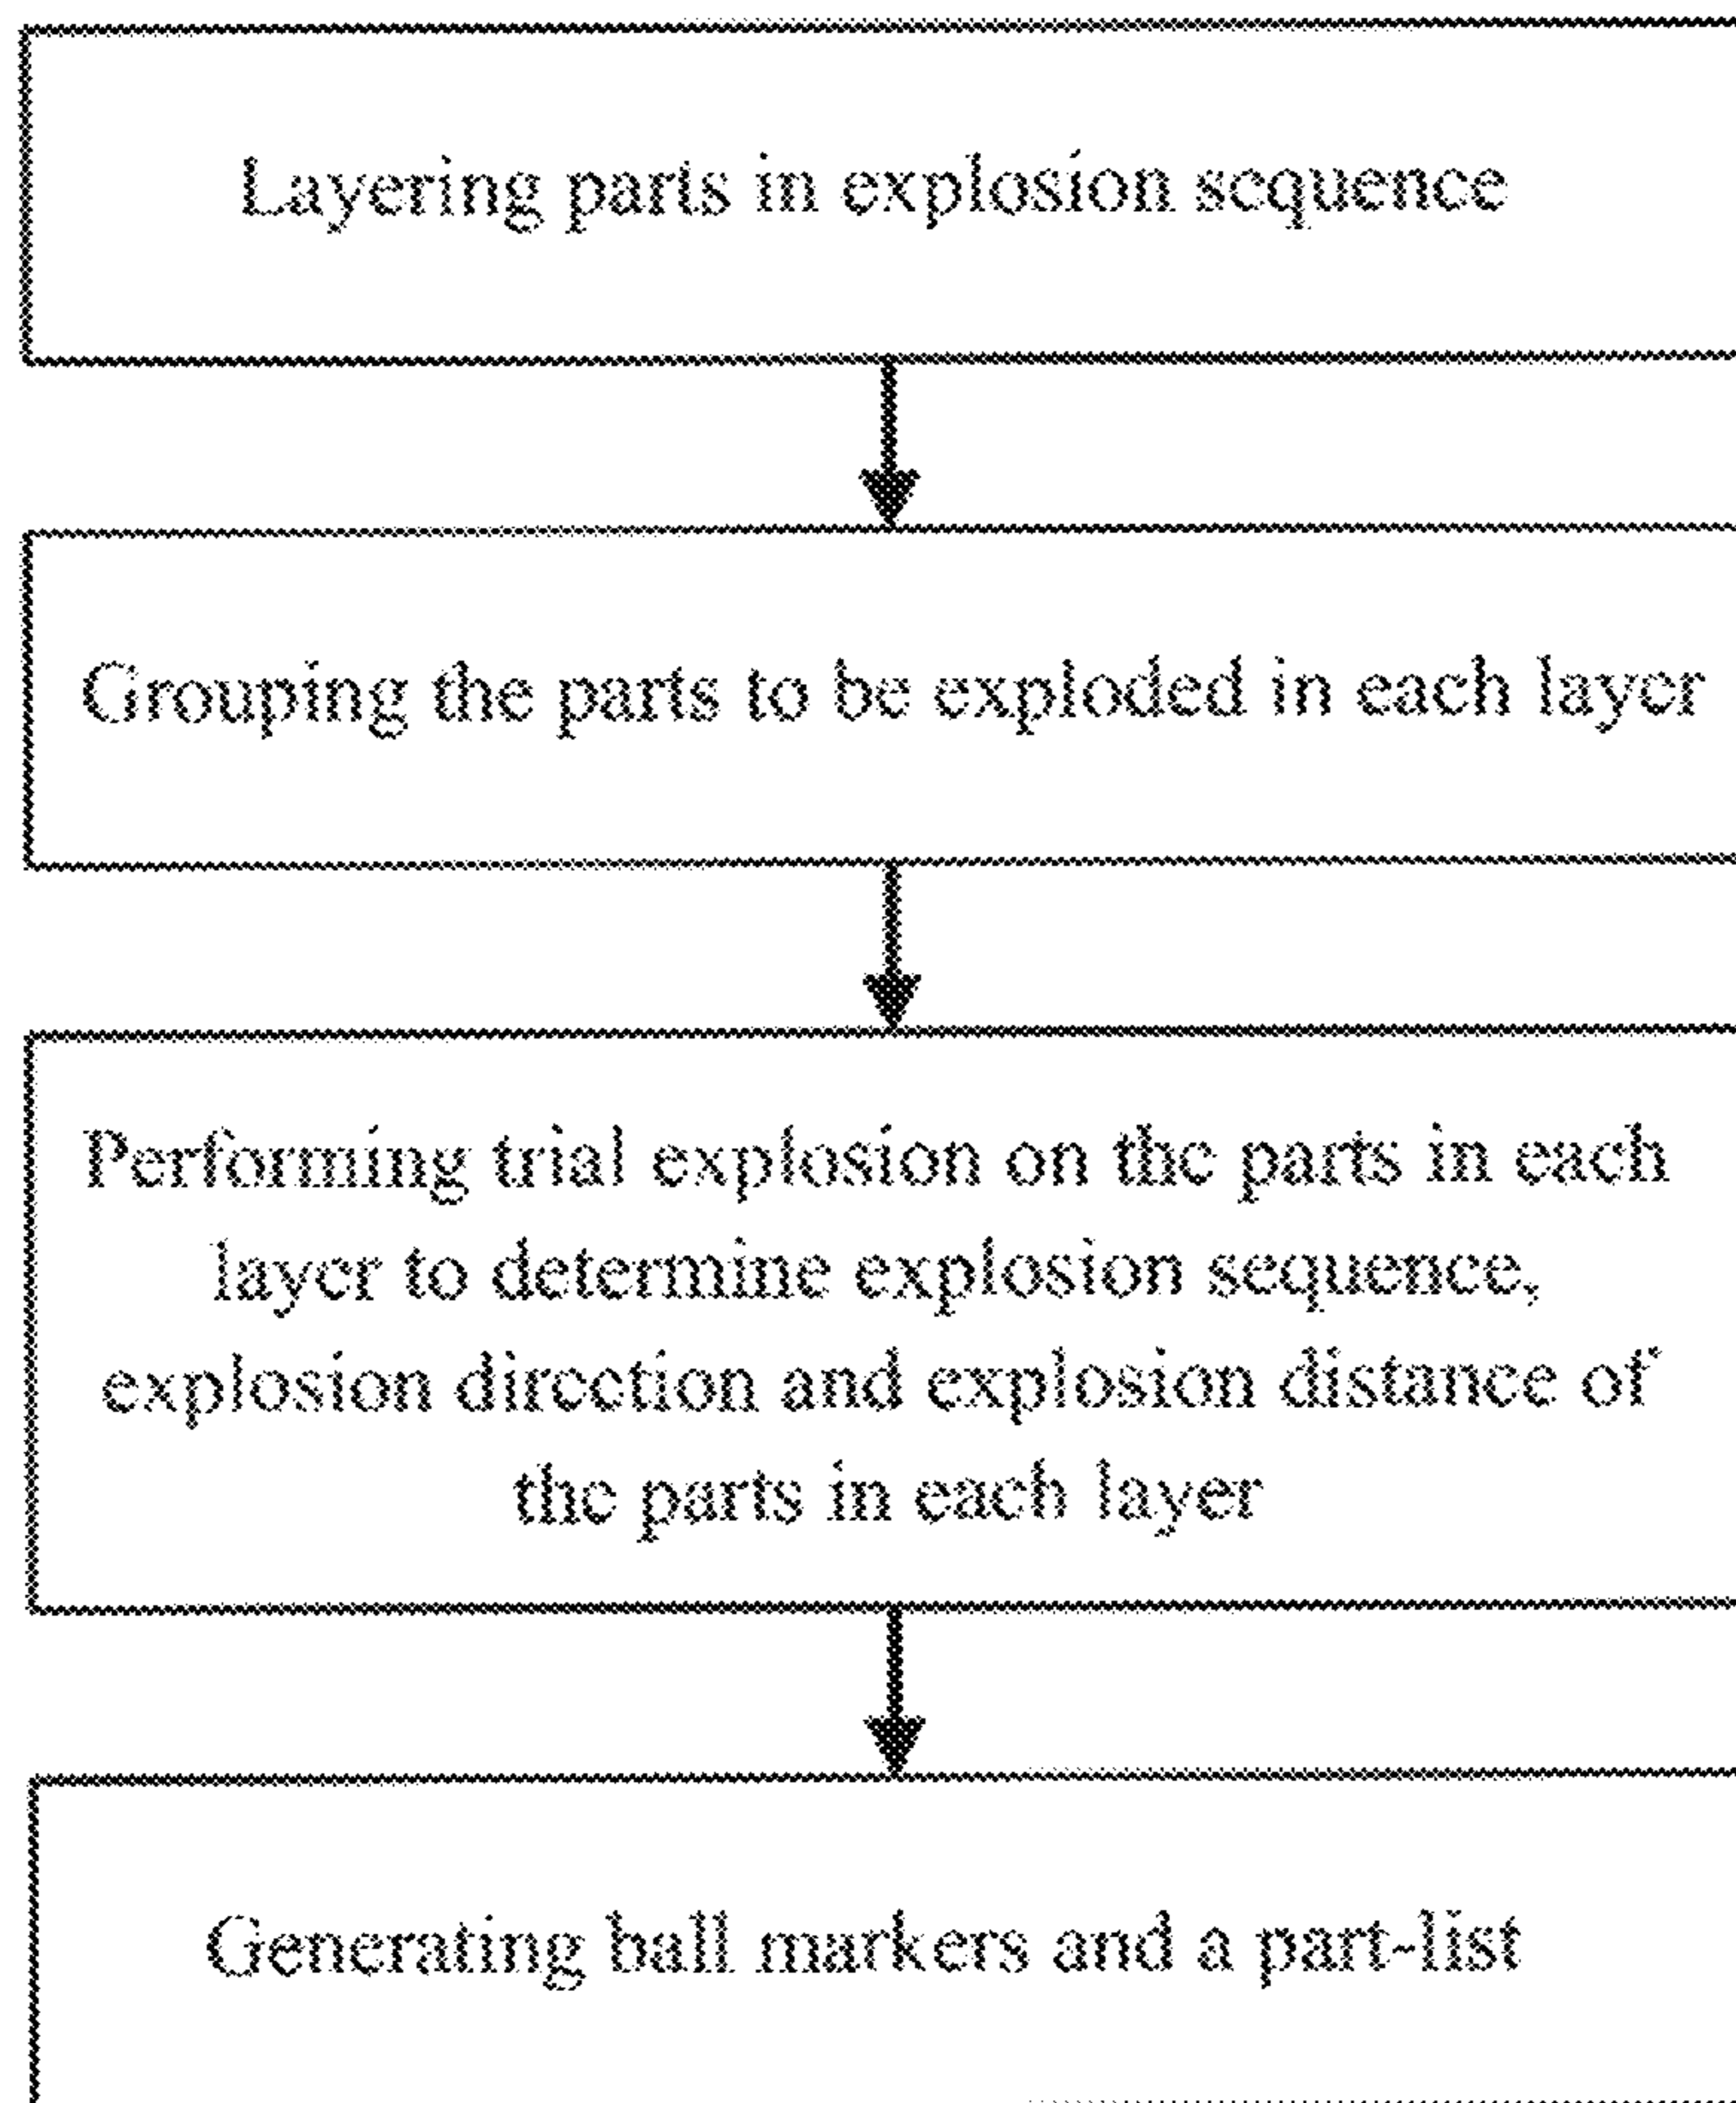 Layering parts in explosion sequence
Grouping the parts to be exploded in each layer
Performing trial explosion on the parts in each
layer to determine explosion sequence,
explosion direction and explosion distance of
the parts in each layer
Generating ball markers and a part-list